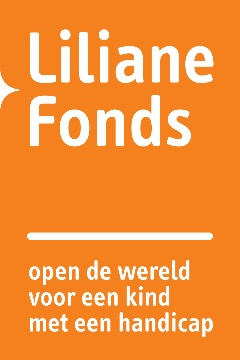 Liliane
Fonds
open de wereld
voor een kind
met een handicap